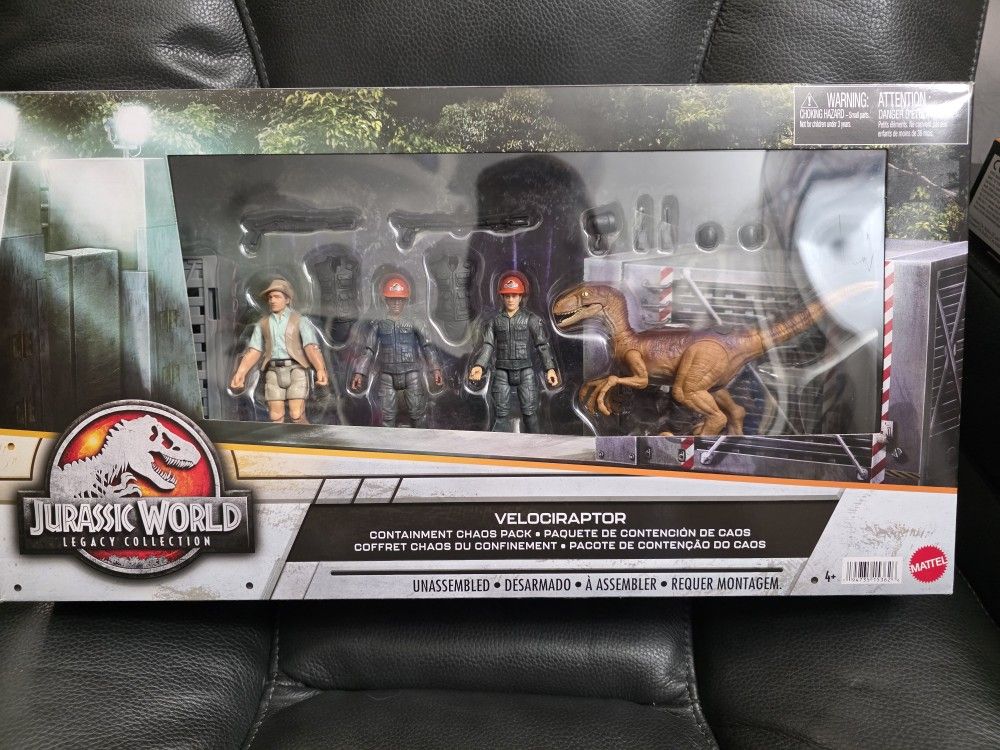 WARNING:
CHOKING HAZARD – Small parts.
Not for children under 3 years.
ATTENTION :
JURASSIC WORLD
LEGACY COLLECTION
VELOCIRAPTOR
CONTAINMENT CHAOS PACK • PAQUETE DE CONTENCIÓN DE CAOS
COFFRET CHAOS DU CONFINEMENT • PACOTE DE CONTENÇÃO DO CAOS
UNASSEMBLED • DESARMADO • À ASSEMBLER • REQUER MONTAGEM.
4+
MATTEL